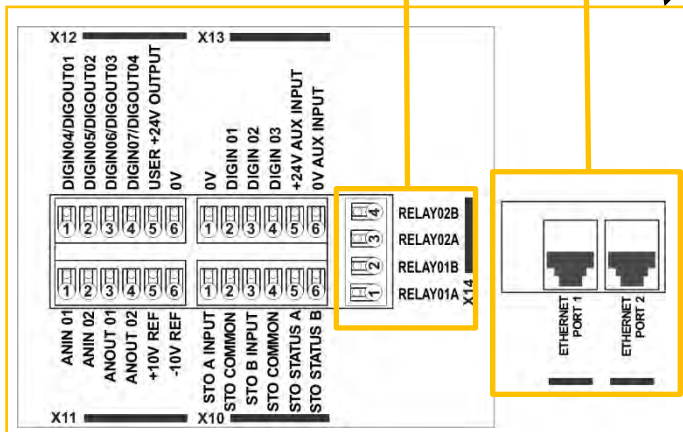 X12
X13
DIGIN04/DIGOUT01
DIGIN05/DIGOUT02
DIGIN06/DIGOUT03
DIGIN07/DIGOUT04
USER +24V OUTPUT
0V
0V
DIGIN 01
DIGIN 02
DIGIN 03
+24V AUX INPUT
0V AUX INPUT
1 2 3 4 5 6
1 2 3 4 5 6
4 RELAY02B
3 RELAY02A
2 RELAY01B
1 RELAY01A
X14
1 2 3 4 5 6
1 2 3 4 5 6
ANIN 01
ANIN 02
ANOUT 01
ANOUT 02
+10V REF
-10V REF
STO A INPUT
STO COMMON
STO B INPUT
STO COMMON
STO STATUS A
STO STATUS B
X11
X10
ETHERNET
PORT 1
ETHERNET
PORT 2